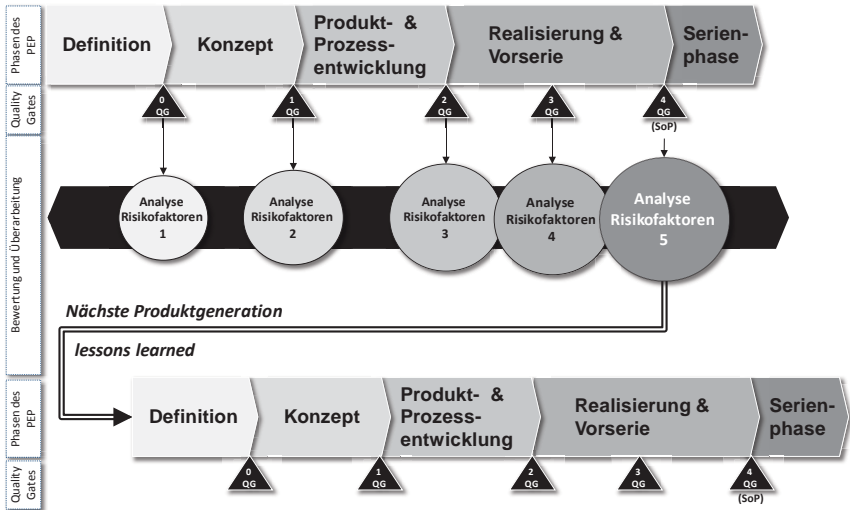 Phasen des
PEP
Definition
Konzept
Produkt- &
Prozess-
entwicklung
Realisierung &
Vorserie
Serien-
phase
Quality
Gates
0
QG
1
QG
2
QG
3
QG
4
QG
(SoP)
Bewertung und Überarbeitung
Analyse
Risikofaktoren
1
Analyse
Risikofaktoren
2
Analyse
Risikofaktoren
3
Analyse
Risikofaktoren
4
Analyse
Risikofaktoren
5
Nächste Produktgeneration
lessons learned
Phasen des
PEP
Definition
Konzept
Produkt- &
Prozess-
entwicklung
Realisierung &
Vorserie
Serien-
phase
Quality
Gates
0
QG
1
QG
2
QG
3
QG
4
QG
(SoP)